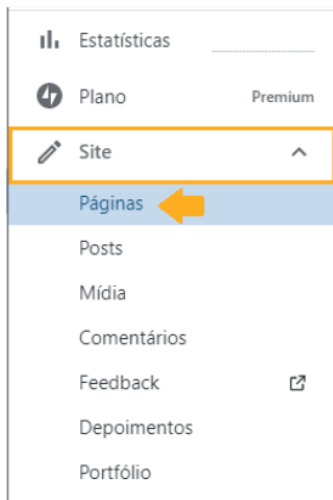 Estatísticas
Plano Premium
Site
Páginas
Posts
Mídia
Comentários
Feedback
Depoimentos
Portfólio